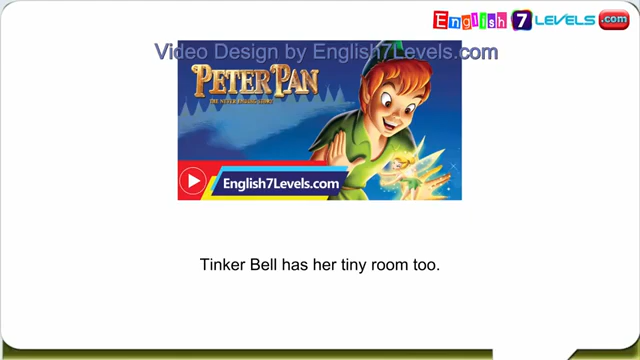 English 7 LEVELS .com
Video Design by English7Levels.com
PETER PAN
THE NEVER ENDING STORY
English7Levels.com
Tinker Bell has her tiny room too.